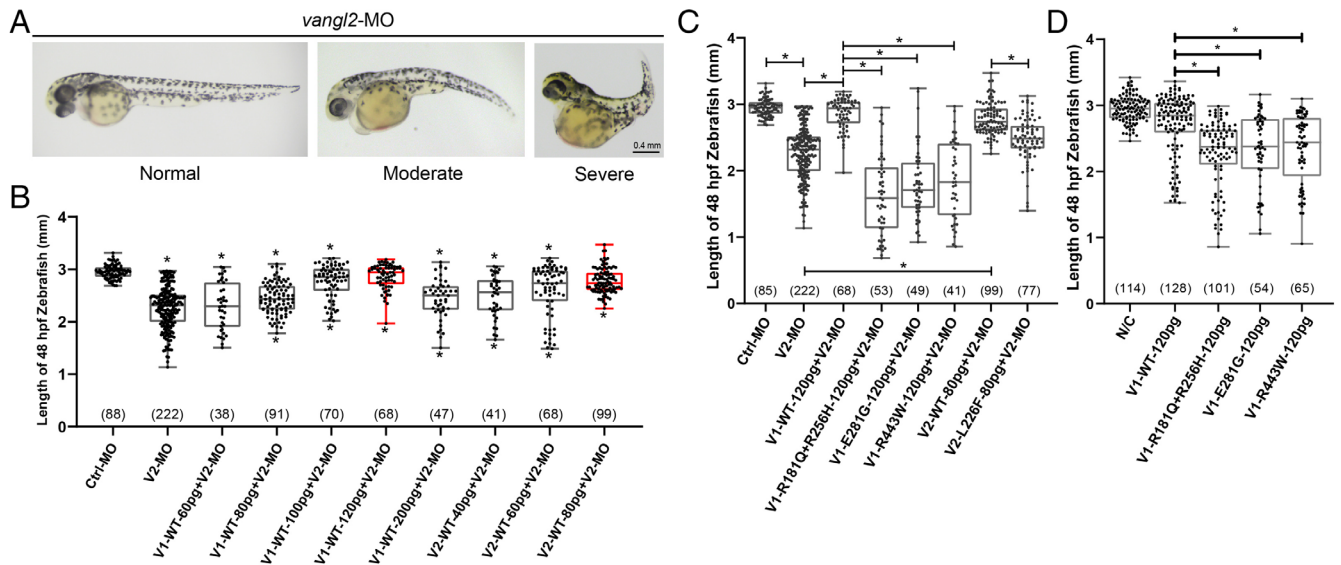 A
vangl2-MO
0.4 mm
Normal
Moderate
Severe
B
Length of 48 hpf Zebrafish (mm)
4
3
2
1
0
* * * * * * * *
* * * * * * *
(88) (222) (38) (91) (70) (68) (47) (41) (68) (99)
Ctrl-MO
V2-MO
V1-WT-60pg+V2-MO
V1-WT-80pg+V2-MO
V1-WT-100pg+V2-MO
V1-WT-120pg+V2-MO
V1-WT-200pg+V2-MO
V2-WT-40pg+V2-MO
V2-WT-60pg+V2-MO
V2-WT-80pg+V2-MO
C
Length of 48 hpf Zebrafish (mm)
4
3
2
1
0
*
*
*
*
*
*
*
(85) (222) (68) (53) (49) (41) (99) (77)
Ctrl-MO
V2-MO
V1-WT-120pg+V2-MO
V1-R181Q+R256H-120pg+V2-MO
V1-E281G-120pg+V2-MO
V1-R443W-120pg+V2-MO
V2-WT-80pg+V2-MO
V2-L226F-80pg+V2-MO
D
Length of 48 hpf Zebrafish (mm)
4
3
2
1
0
*
*
*
(114) (128) (101) (54) (65)
N/C
V1-WT-120pg
V1-R181Q+R256H-120pg
V1-E281G-120pg
V1-R443W-120pg